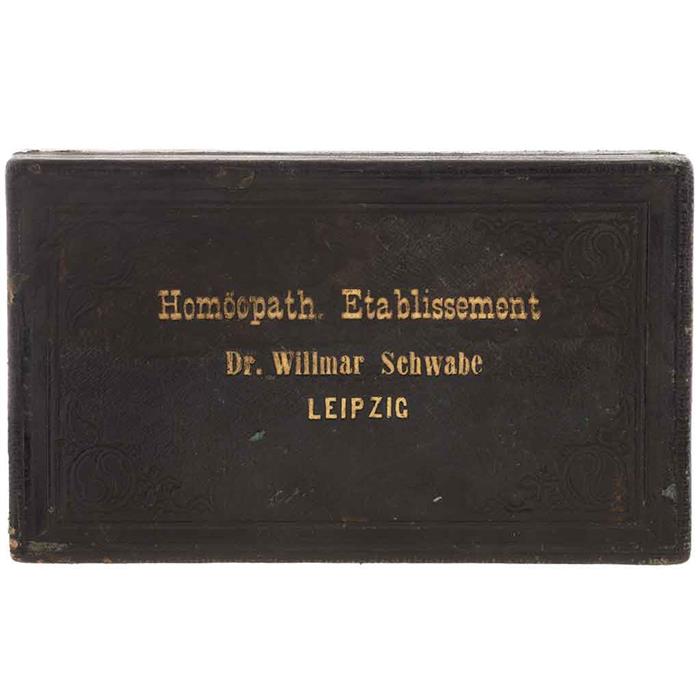 Homöopath. Etablissement
Dr. Willmar Schwabe
LEIPZIG